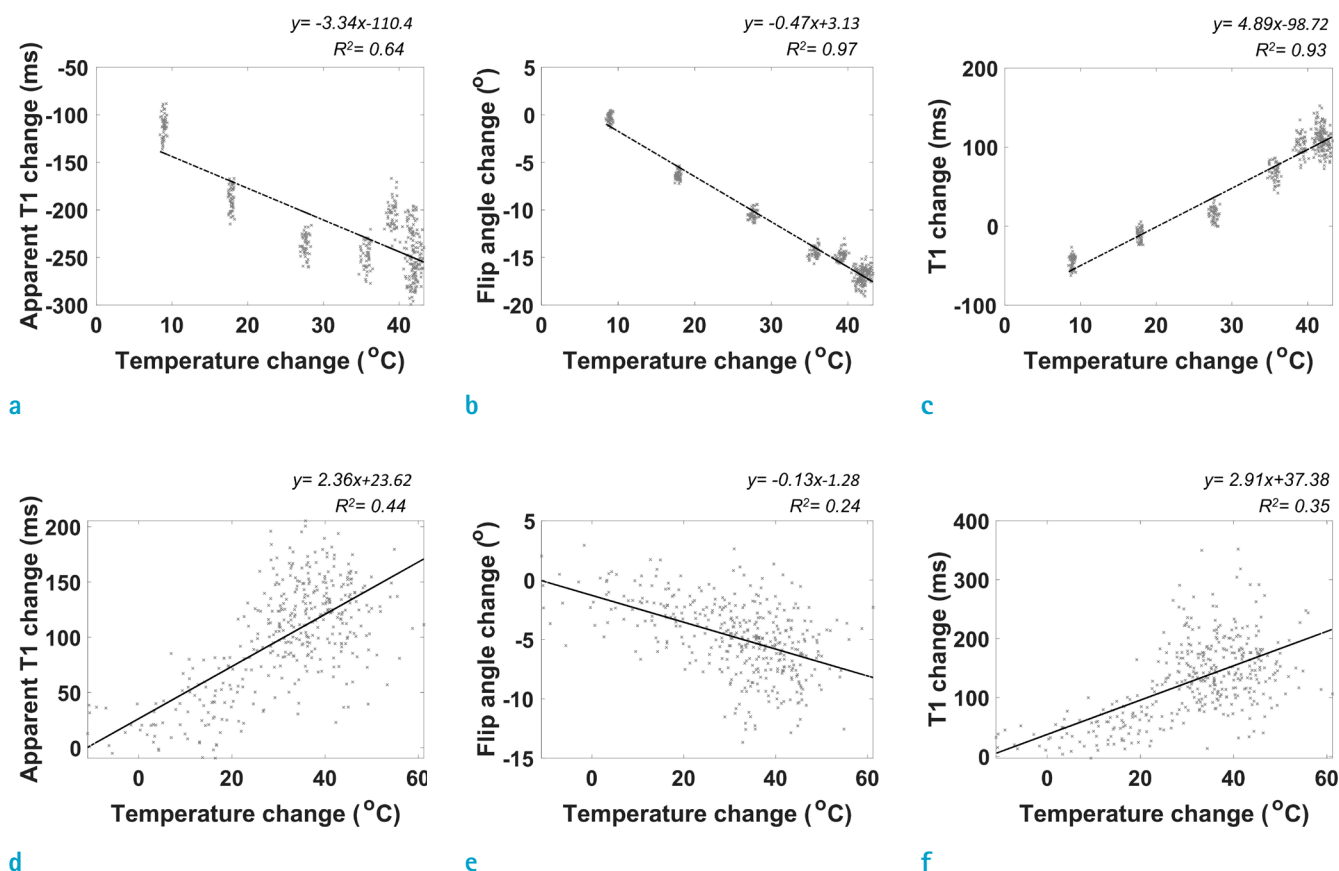 y= -3.34x-110.4
R²= 0.64
Apparent T1 change (ms)
-50
-100
-150
-200
-250
-300
0 10 20 30 40
Temperature change (°C)
a
y= -0.47x+3.13
R²= 0.97
Flip angle change (°)
5
0
-5
-10
-15
-20
0 10 20 30 40
Temperature change (°C)
b
y= 4.89x-98.72
R²= 0.93
T1 change (ms)
200
100
0
-100
0 10 20 30 40
Temperature change (°C)
c
y= 2.36x+23.62
R²= 0.44
Apparent T1 change (ms)
200
150
100
50
0
0 20 40 60
Temperature change (°C)
d
y= -0.13x-1.28
R²= 0.24
Flip angle change (°)
5
0
-5
-10
-15
0 20 40 60
Temperature change (°C)
e
y= 2.91x+37.38
R²= 0.35
T1 change (ms)
400
300
200
100
0
0 20 40 60
Temperature change (°C)
f